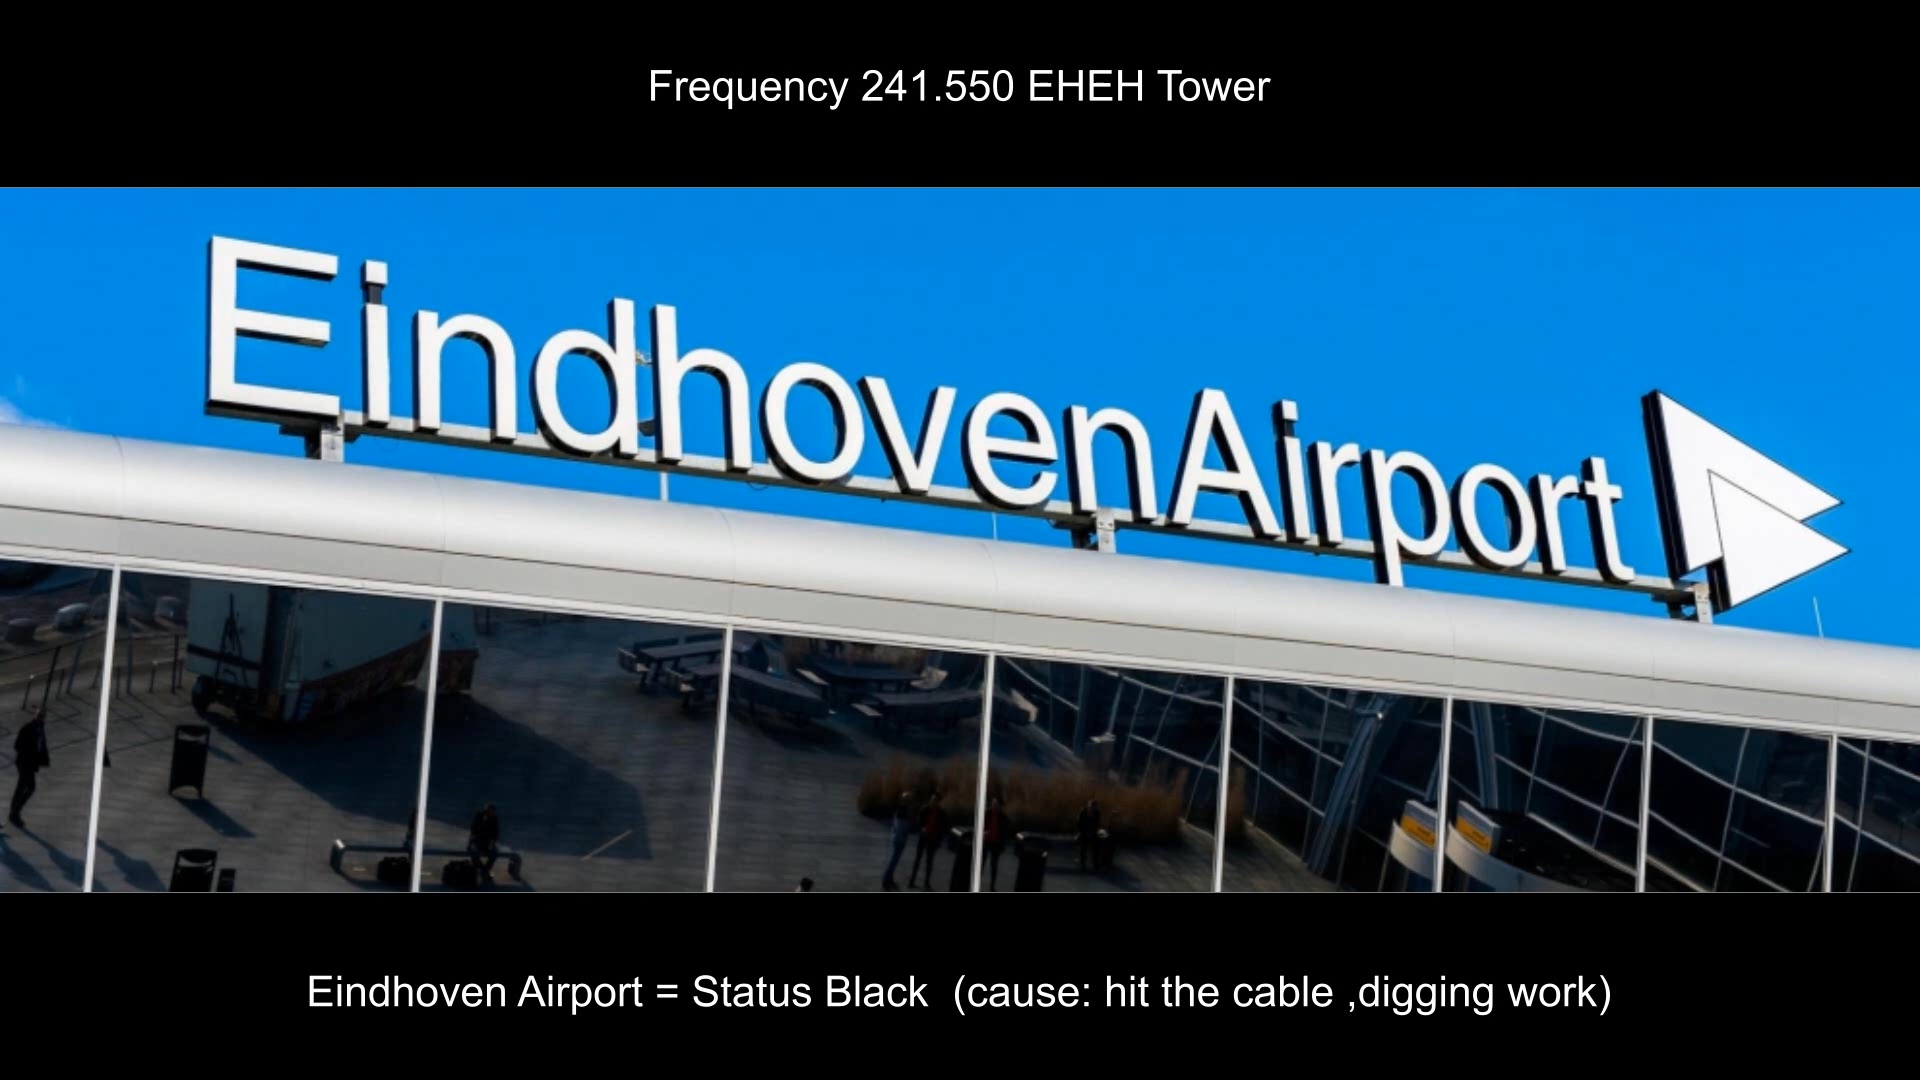 Frequency 241.550 EHEH Tower
EindhovenAirport
Eindhoven Airport = Status Black  (cause: hit the cable ,digging work)